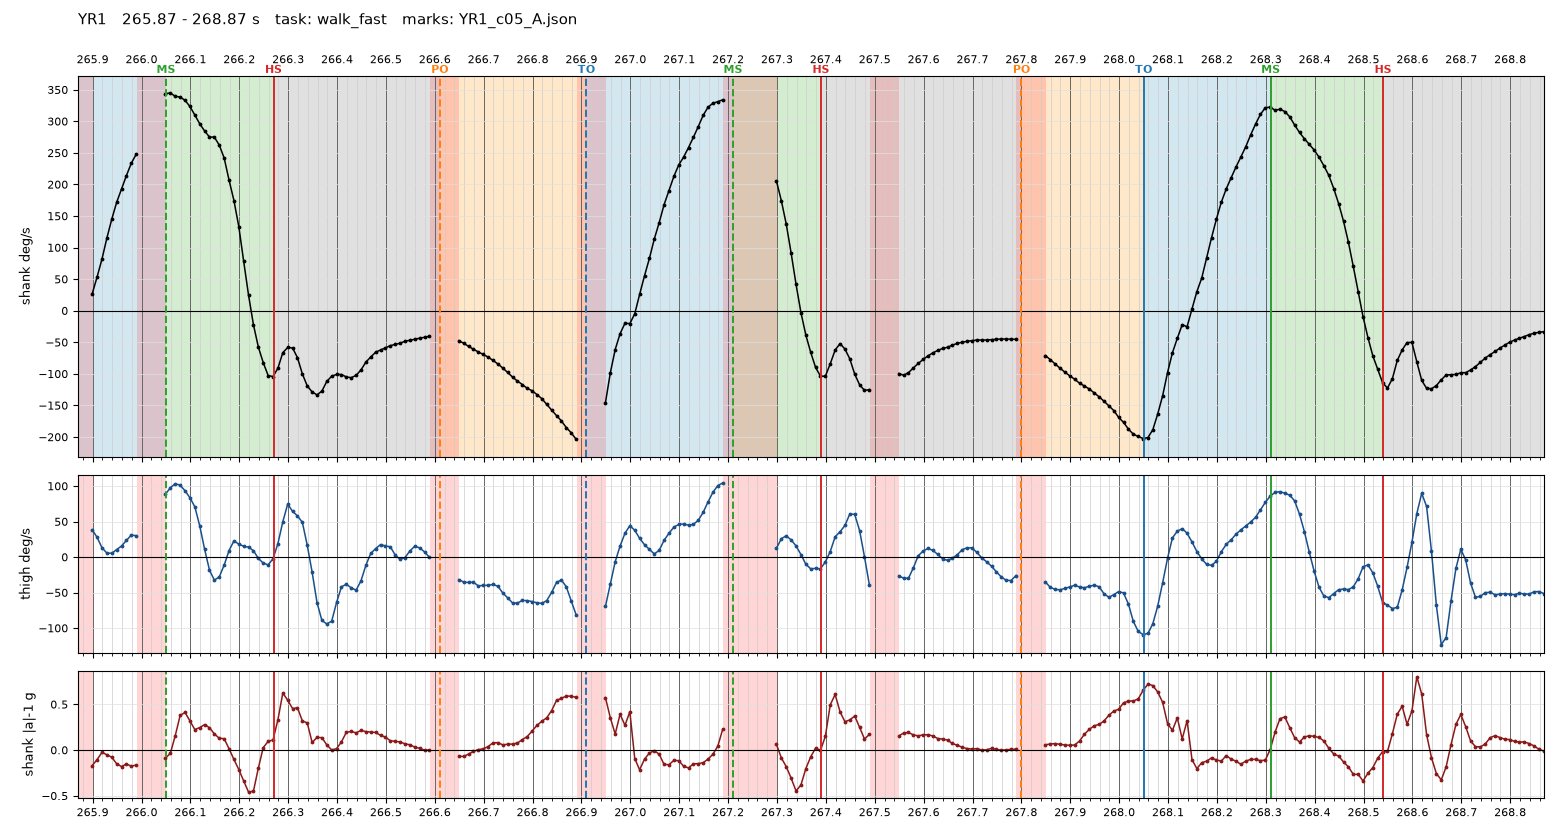 YR1   265.87 - 268.87 s   task: walk_fast   marks: YR1_c05_A.json
265.9 266.0 266.1 266.2 266.3 266.4 266.5 266.6 266.7 266.8 266.9 267.0 267.1 267.2 267.3 267.4 267.5 267.6 267.7 267.8 267.9 268.0 268.1 268.2 268.3 268.4 268.5 268.6 268.7 268.8
MS HS PO TO MS HS PO TO MS HS
350
300
250
200
150
100
50
0
−50
−100
−150
−200
shank deg/s
100
50
0
−50
−100
thigh deg/s
0.5
0.0
−0.5
shank |a|-1 g
265.9 266.0 266.1 266.2 266.3 266.4 266.5 266.6 266.7 266.8 266.9 267.0 267.1 267.2 267.3 267.4 267.5 267.6 267.7 267.8 267.9 268.0 268.1 268.2 268.3 268.4 268.5 268.6 268.7 268.8